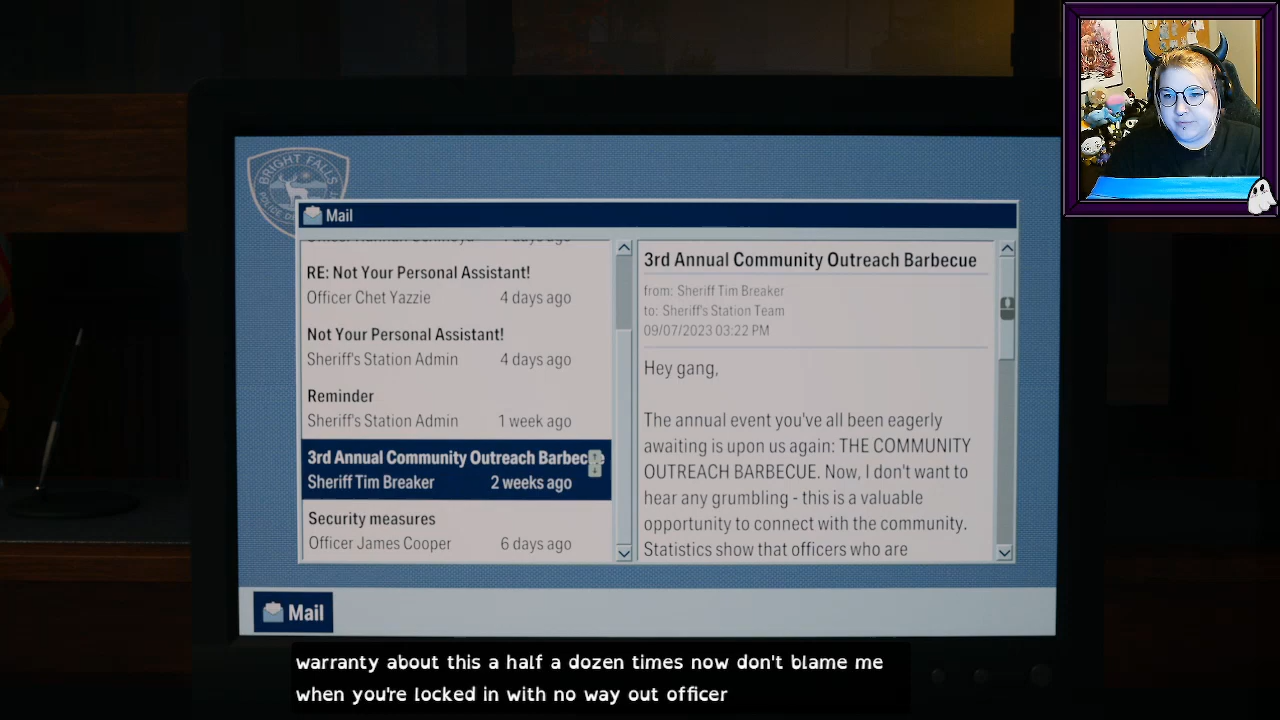 BRIGHT FALLS
Mail
4 days ago
RE: Not Your Personal Assistant!
Officer Chet Yazzie 4 days ago
Not Your Personal Assistant!
Sheriff's Station Admin 4 days ago
Reminder
Sheriff's Station Admin 1 week ago
3rd Annual Community Outreach Barbecue
Sheriff Tim Breaker 2 weeks ago
Security measures
Officer James Cooper 6 days ago
3rd Annual Community Outreach Barbecue
from: Sheriff Tim Breaker
to: Sheriff's Station Team
09/07/2023 03:22 PM
Hey gang,
The annual event you've all been eagerly
awaiting is upon us again: THE COMMUNITY
OUTREACH BARBECUE. Now, I don't want to
hear any grumbling - this is a valuable
opportunity to connect with the community.
Statistics show that officers who are
Mail
warranty about this a half a dozen times now don't blame me
when you're locked in with no way out officer